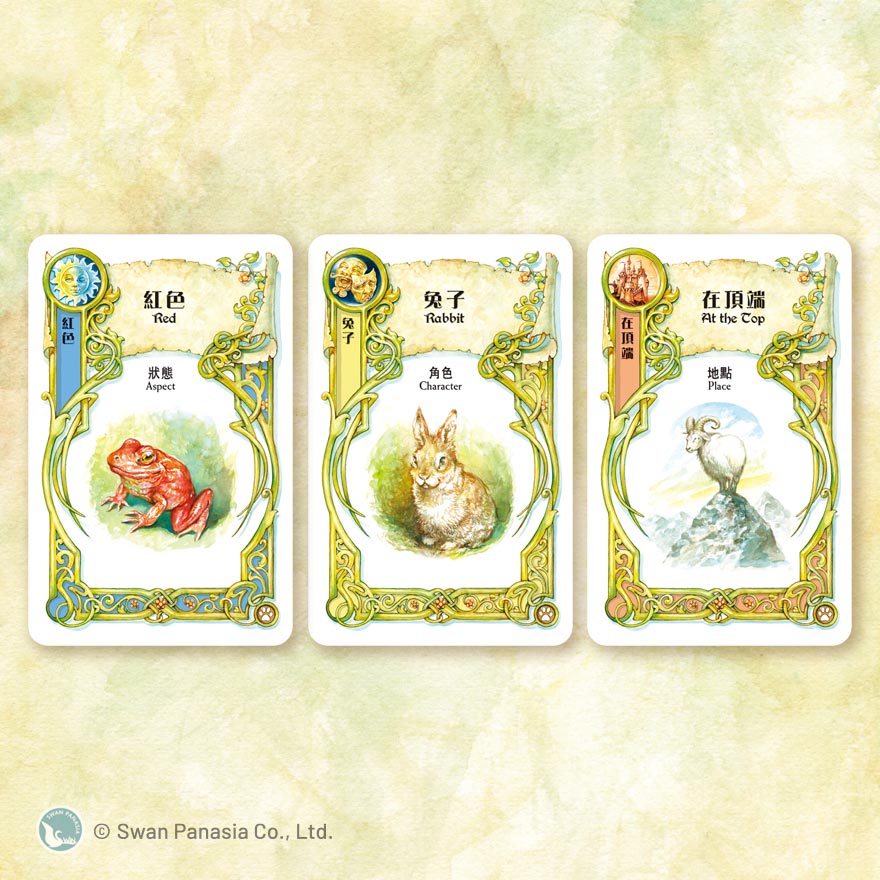 紅色
Red
紅色
狀態
Aspect
兔子
Rabbit
兔子
角色
Character
在頂端
At the Top
在頂端
地點
Place
SWAN PANASIA
© Swan Panasia Co., Ltd.